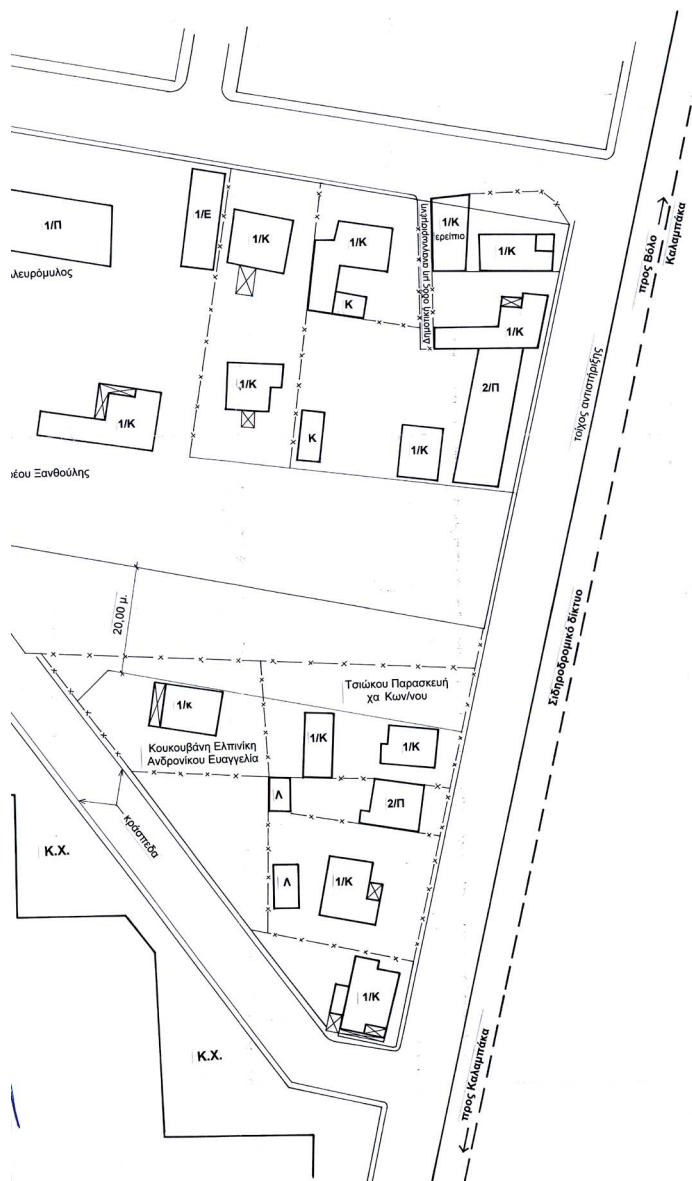 1/Π
λευρόμυλος
1/Ε
1/Κ
1/Κ
Κ
Δημοτική οδός μη αναγνωρισμένη
1/Κ
ερείπιο
1/Κ
1/Κ
2/Π
προς Βόλο
Καλαμπάκα
τοίχος αντιστήριξης
1/Κ
1/Κ
Κ
1/Κ
ρέου Ξανθούλης
20,00 μ.
Σιδηροδρομικό δίκτυο
Τσιώκου Παρασκευή
χα Κων/νου
1/κ
Κουκουβάνη Ελπινίκη
Ανδρονίκου Ευαγγελία
1/Κ
1/Κ
Λ
2/Π
κράσπεδα
Κ.Χ.
Λ
1/Κ
1/Κ
Κ.Χ.
προς Καλαμπάκα